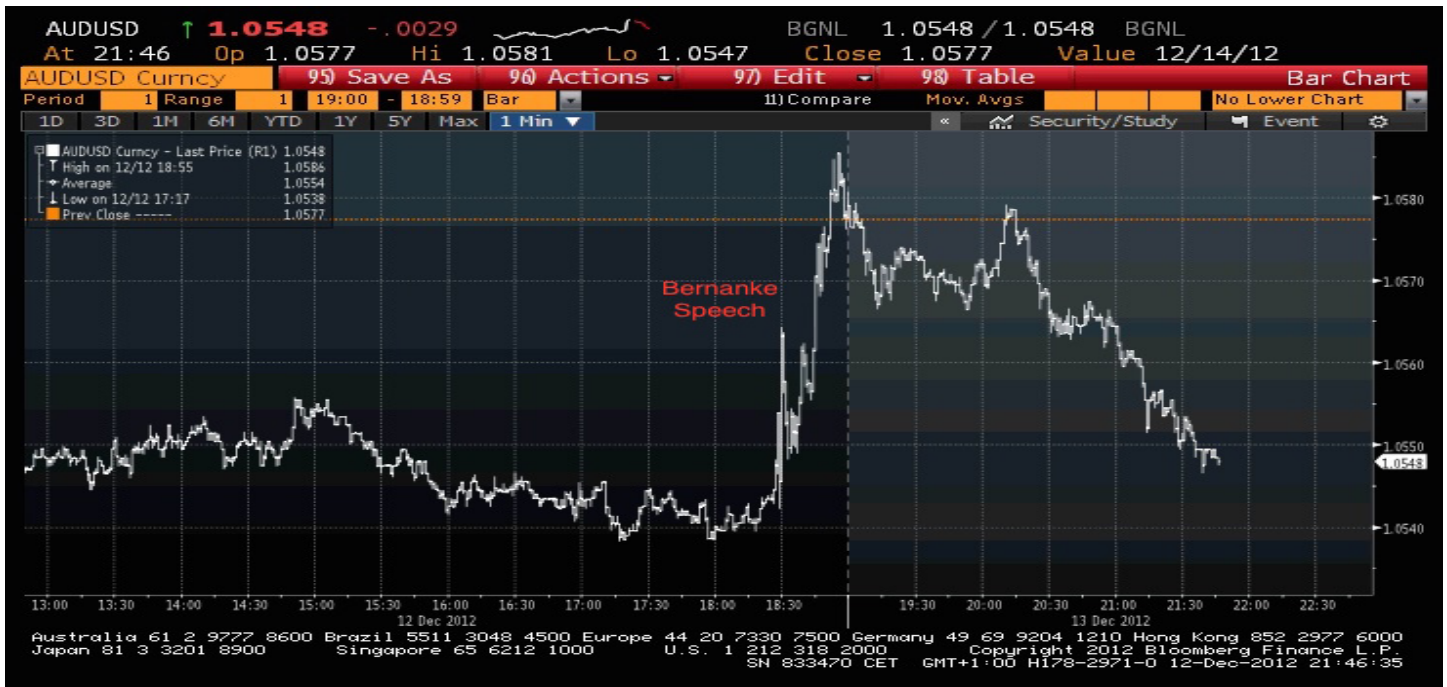 AUDUSD ↑ 1.0548 -.0029 BGNL 1.0548 / 1.0548 BGNL
At 21:46 Op 1.0577 Hi 1.0581 Lo 1.0547 Close 1.0577 Value 12/14/12
AUDUSD Curncy 95) Save As 96) Actions 97) Edit 98) Table Bar Chart
Period 1 Range 1 19:00 - 18:59 Bar 11) Compare Mov. Avgs No Lower Chart
1D 3D 1M 6M YTD 1Y 5Y Max 1 Min ▼ « Security/Study Event
AUDUSD Curncy - Last Price (R1) 1.0548
High on 12/12 18:55 1.0586
Average 1.0554
Low on 12/12 17:17 1.0538
Prev Close ----- 1.0577
1.0580
Bernanke
Speech
1.0570
1.0560
1.0550
1.0548
1.0540
13:00 13:30 14:00 14:30 15:00 15:30 16:00 16:30 17:00 17:30 18:00 18:30 19:30 20:00 20:30 21:00 21:30 22:00 22:30
12 Dec 2012 13 Dec 2012
Australia 61 2 9777 8600 Brazil 5511 3048 4500 Europe 44 20 7330 7500 Germany 49 69 9204 1210 Hong Kong 852 2977 6000
Japan 81 3 3201 8900 Singapore 65 6212 1000 U.S. 1 212 318 2000 Copyright 2012 Bloomberg Finance L.P.
SN 833470 CET GMT+1:00 H178-2971-0 12-Dec-2012 21:46:35